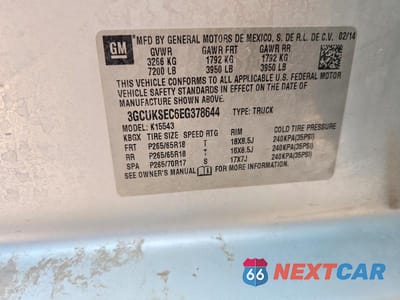 GM
MFD BY GENERAL MOTORS DE MEXICO, S. DE R.L. DE C.V. 02/14
GVWR GAWR FRT GAWR RR
3266 KG 1792 KG 1792 KG
7200 LB 3950 LB 3950 LB
THIS VEHICLE CONFORMS TO ALL APPLICABLE U.S. FEDERAL MOTOR
VEHICLE SAFETY STANDARDS IN EFFECT ON THE DATE OF
MANUFACTURE SHOWN ABOVE.
3GCUKSEC6EG378644 TYPE: TRUCK
MODEL: K15543
KBGX TIRE SIZE SPEED RTG RIM COLD TIRE PRESSURE
FRT P265/65R18 T 18X8.5J 240KPA(35PSI)
RR P265/65R18 T 18X8.5J 240KPA(35PSI)
SPA P265/70R17 S 17X7J 240KPA(35PSI)
SEE OWNER'S MANUAL FOR MORE INFORMATION.
66 NEXTCAR